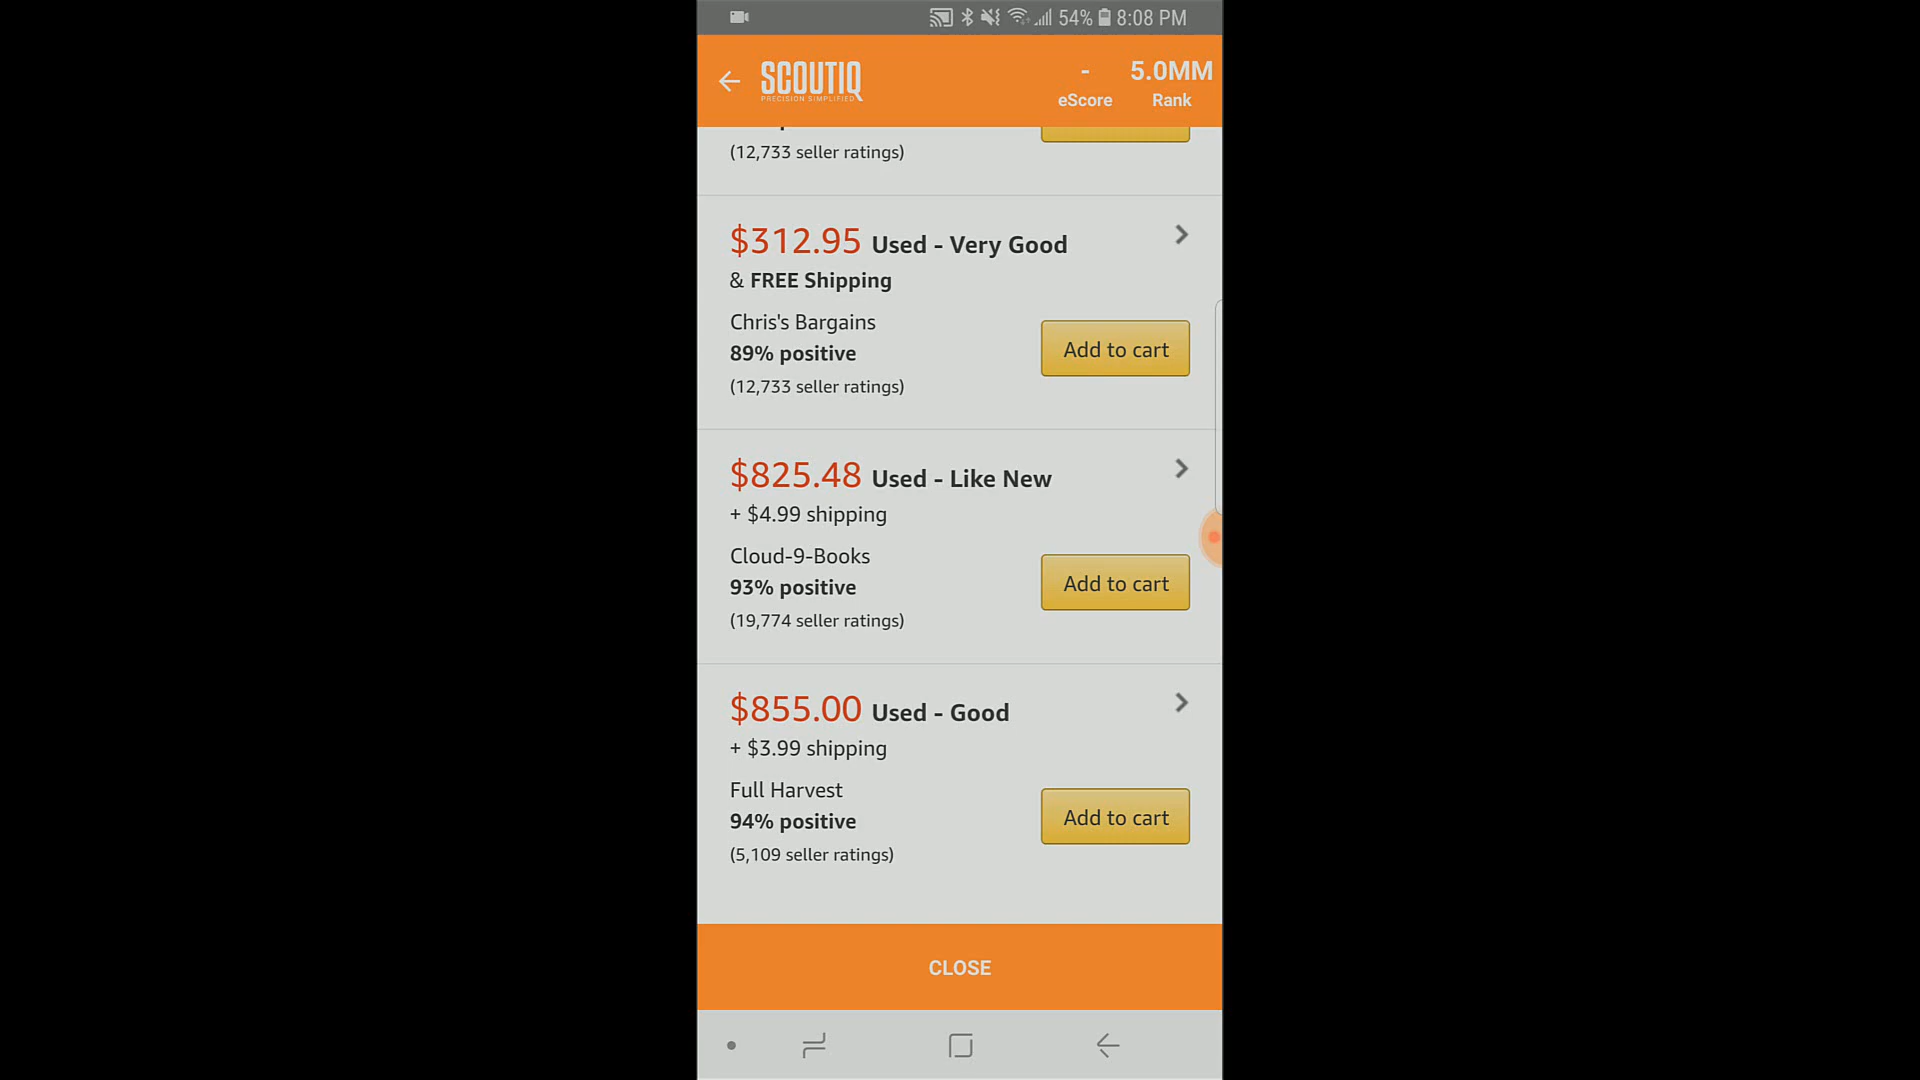 54% 8:08 PM
SCOUTIQ
PRECISION SIMPLIFIED
- 5.0MM
eScore Rank
(12,733 seller ratings)
$312.95 Used - Very Good
& FREE Shipping
Chris's Bargains
89% positive
Add to cart
(12,733 seller ratings)
$825.48 Used - Like New
+ $4.99 shipping
Cloud-9-Books
93% positive
Add to cart
(19,774 seller ratings)
$855.00 Used - Good
+ $3.99 shipping
Full Harvest
94% positive
Add to cart
(5,109 seller ratings)
CLOSE